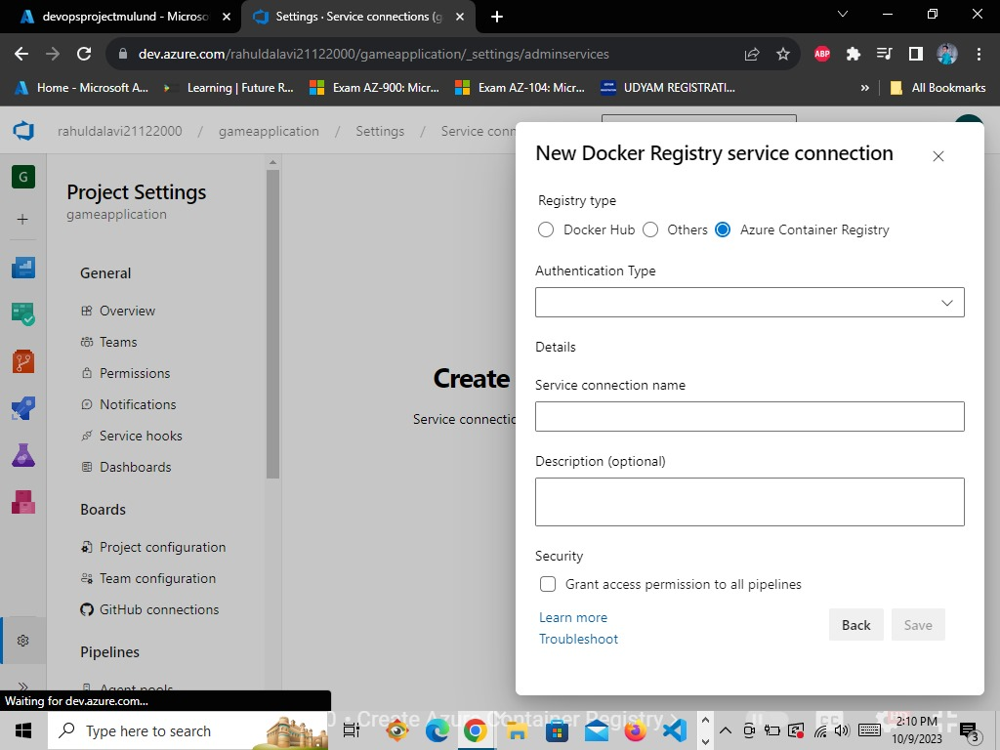 devopsprojectmulund - Microso
Settings · Service connections (g
dev.azure.com/rahuldalavi21122000/gameapplication/_settings/adminservices
ABP
Home - Microsoft A...
Learning | Future R...
Exam AZ-900: Micr...
Exam AZ-104: Micr...
UDYAM REGISTRATI...
»
All Bookmarks
rahuldalavi21122000 / gameapplication / Settings / Service conn
G
Project Settings
gameapplication
General
Overview
Teams
Permissions
Notifications
Service hooks
Dashboards
Boards
Project configuration
Team configuration
GitHub connections
Pipelines
Agent pools
Create
Service connectio
New Docker Registry service connection
Registry type
Docker Hub
Others
Azure Container Registry
Authentication Type
Details
Service connection name
Description (optional)
Security
Grant access permission to all pipelines
Learn more
Troubleshoot
Back
Save
Waiting for dev.azure.com...
Type here to search
0 • Create Azu Container Registry >
CC
2:10 PM
10/9/2023
3